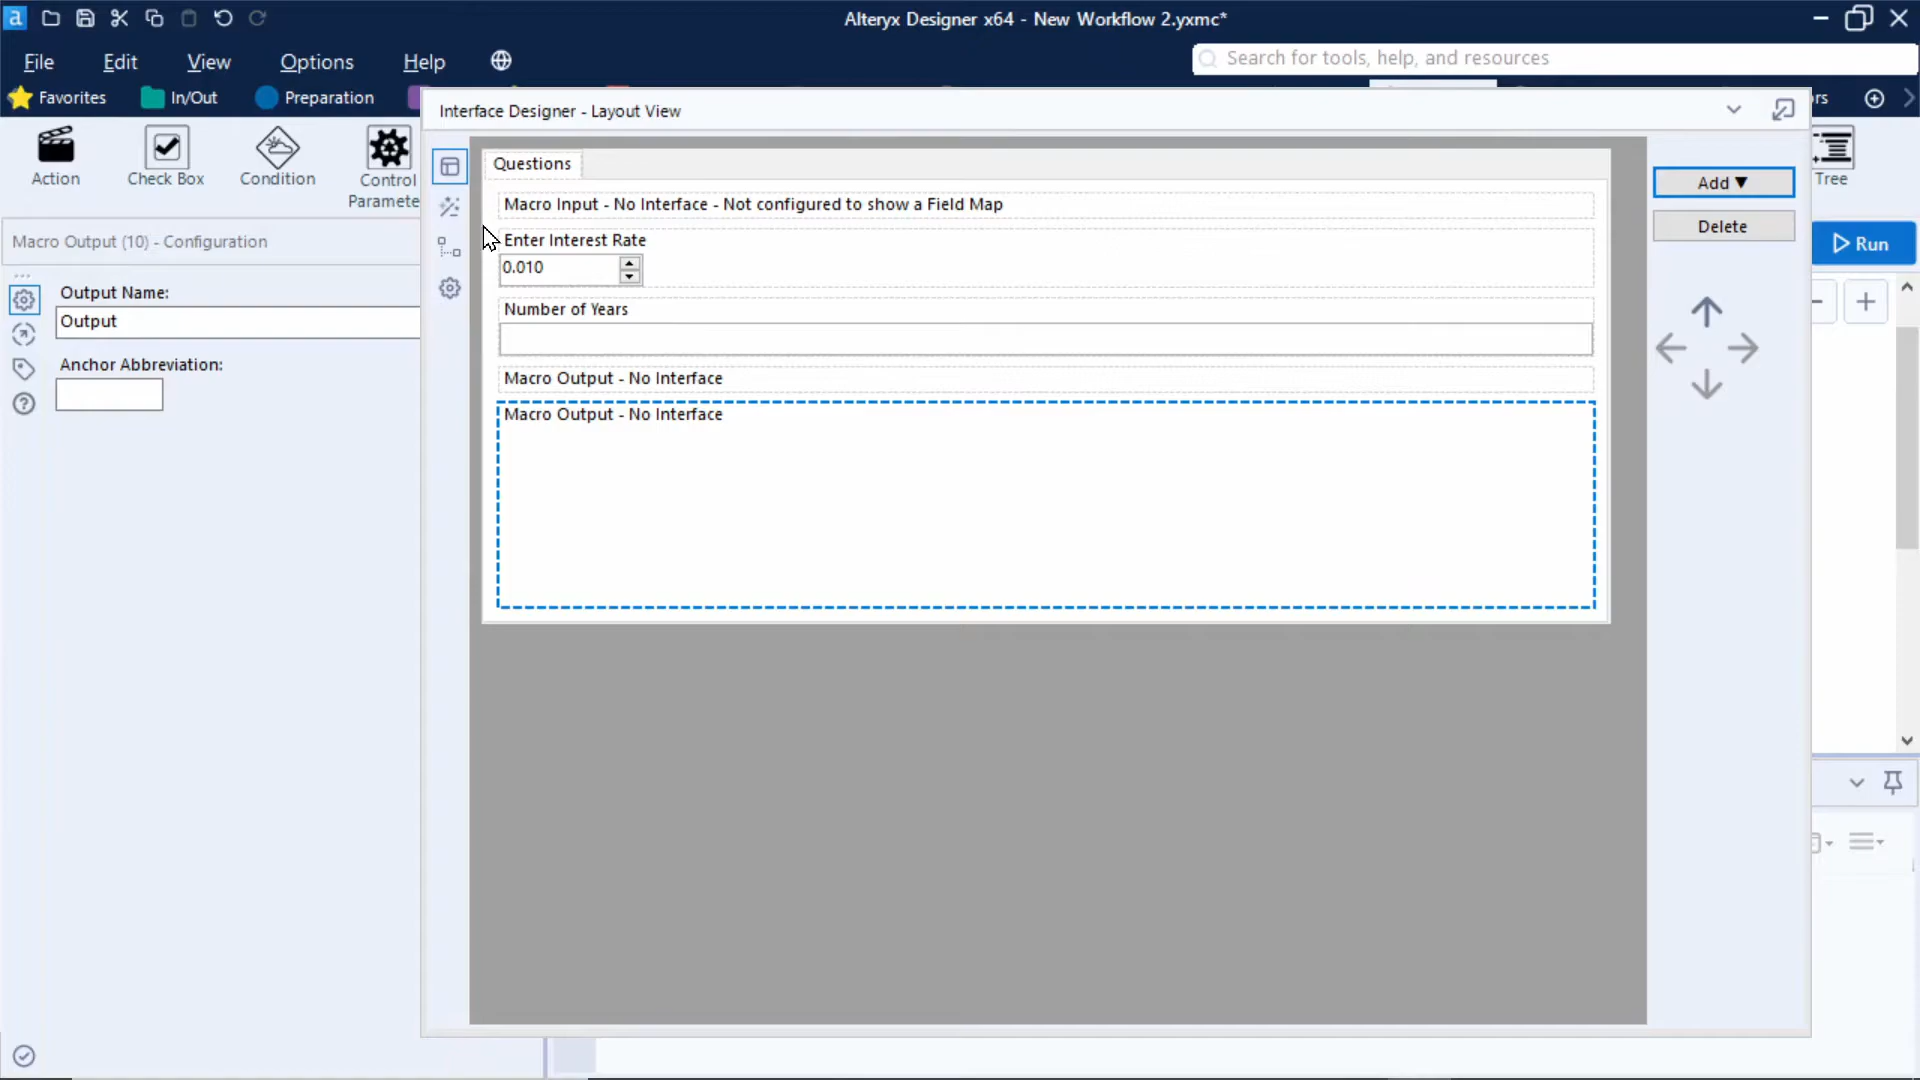 a
Alteryx Designer x64 - New Workflow 2.yxmc*
File Edit View Options Help
Search for tools, help, and resources
Favorites In/Out Preparation rs
Action
Check Box
Condition
Control
Paramete
Tree
Interface Designer - Layout View
Questions
Macro Input - No Interface - Not configured to show a Field Map
Enter Interest Rate
0.010
Number of Years
Macro Output - No Interface
Macro Output - No Interface
Add ▼
Delete
Run
Macro Output (10) - Configuration
Output Name:
Output
Anchor Abbreviation: